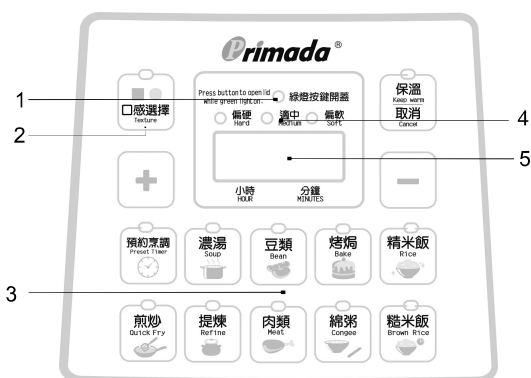 Primada ®
1
2
3
4
5
口感選擇
Texture
Press button to open lid
while green light on.
綠燈按鍵開蓋
偏硬 適中 偏軟
Hard Medium Soft
小時 分鐘
HOUR MINUTES
保溫
Keep warm
取消
Cancel
+
−
預約烹調
Preset Timer
濃湯
Soup
豆類
Bean
烤焗
Bake
精米飯
Rice
煎炒
Quick Fry
提煉
Refine
肉類
Meat
綿粥
Congee
糙米飯
Brown Rice